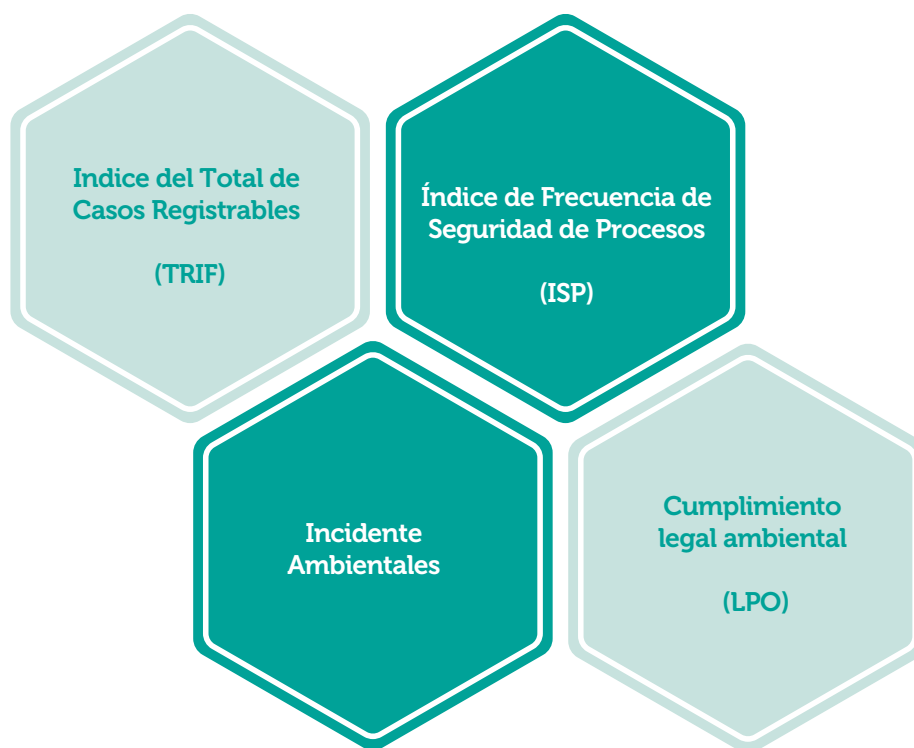 Indice del Total de
Casos Registrables
(TRIF)
Índice de Frecuencia de
Seguridad de Procesos
(ISP)
Incidente
Ambientales
Cumplimiento
legal ambiental
(LPO)